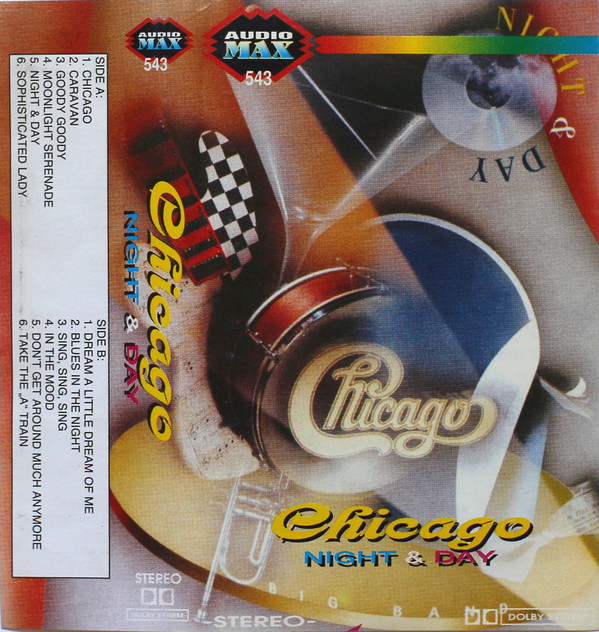 SIDE A:
1. CHICAGO
2. CARAVAN
3. GOODY GOODY
4. MOONLIGHT SERENADE
5. NIGHT & DAY
6. SOPHISTICATED LADY
SIDE B:
1. DREAM A LITTLE DREAM OF ME
2. BLUES IN THE NIGHT
3. SING, SING, SING
4. IN THE MOOD
5. DON'T GET AROUND MUCH ANYMORE
6. TAKE THE „A" TRAIN
AUDIO
MAX
543
Chicago
NIGHT & DAY
STEREO
DOLBY SYSTEM
AUDIO
MAX
543
NIGHT & DAY
Chicago
Chicago
NIGHT & DAY
BIG BAND
-STEREO-
DOLBY SYSTEM